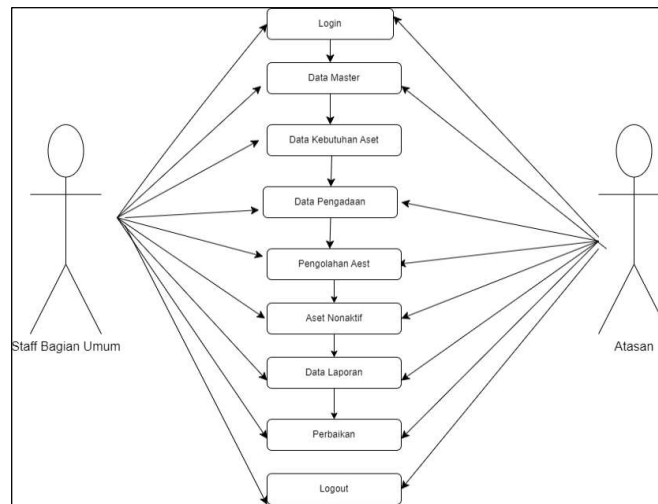 Login
Data Master
Data Kebutuhan Aset
Data Pengadaan
Pengolahan Aest
Aset Nonaktif
Staff Bagian Umum
Atasan
Data Laporan
Perbaikan
Logout